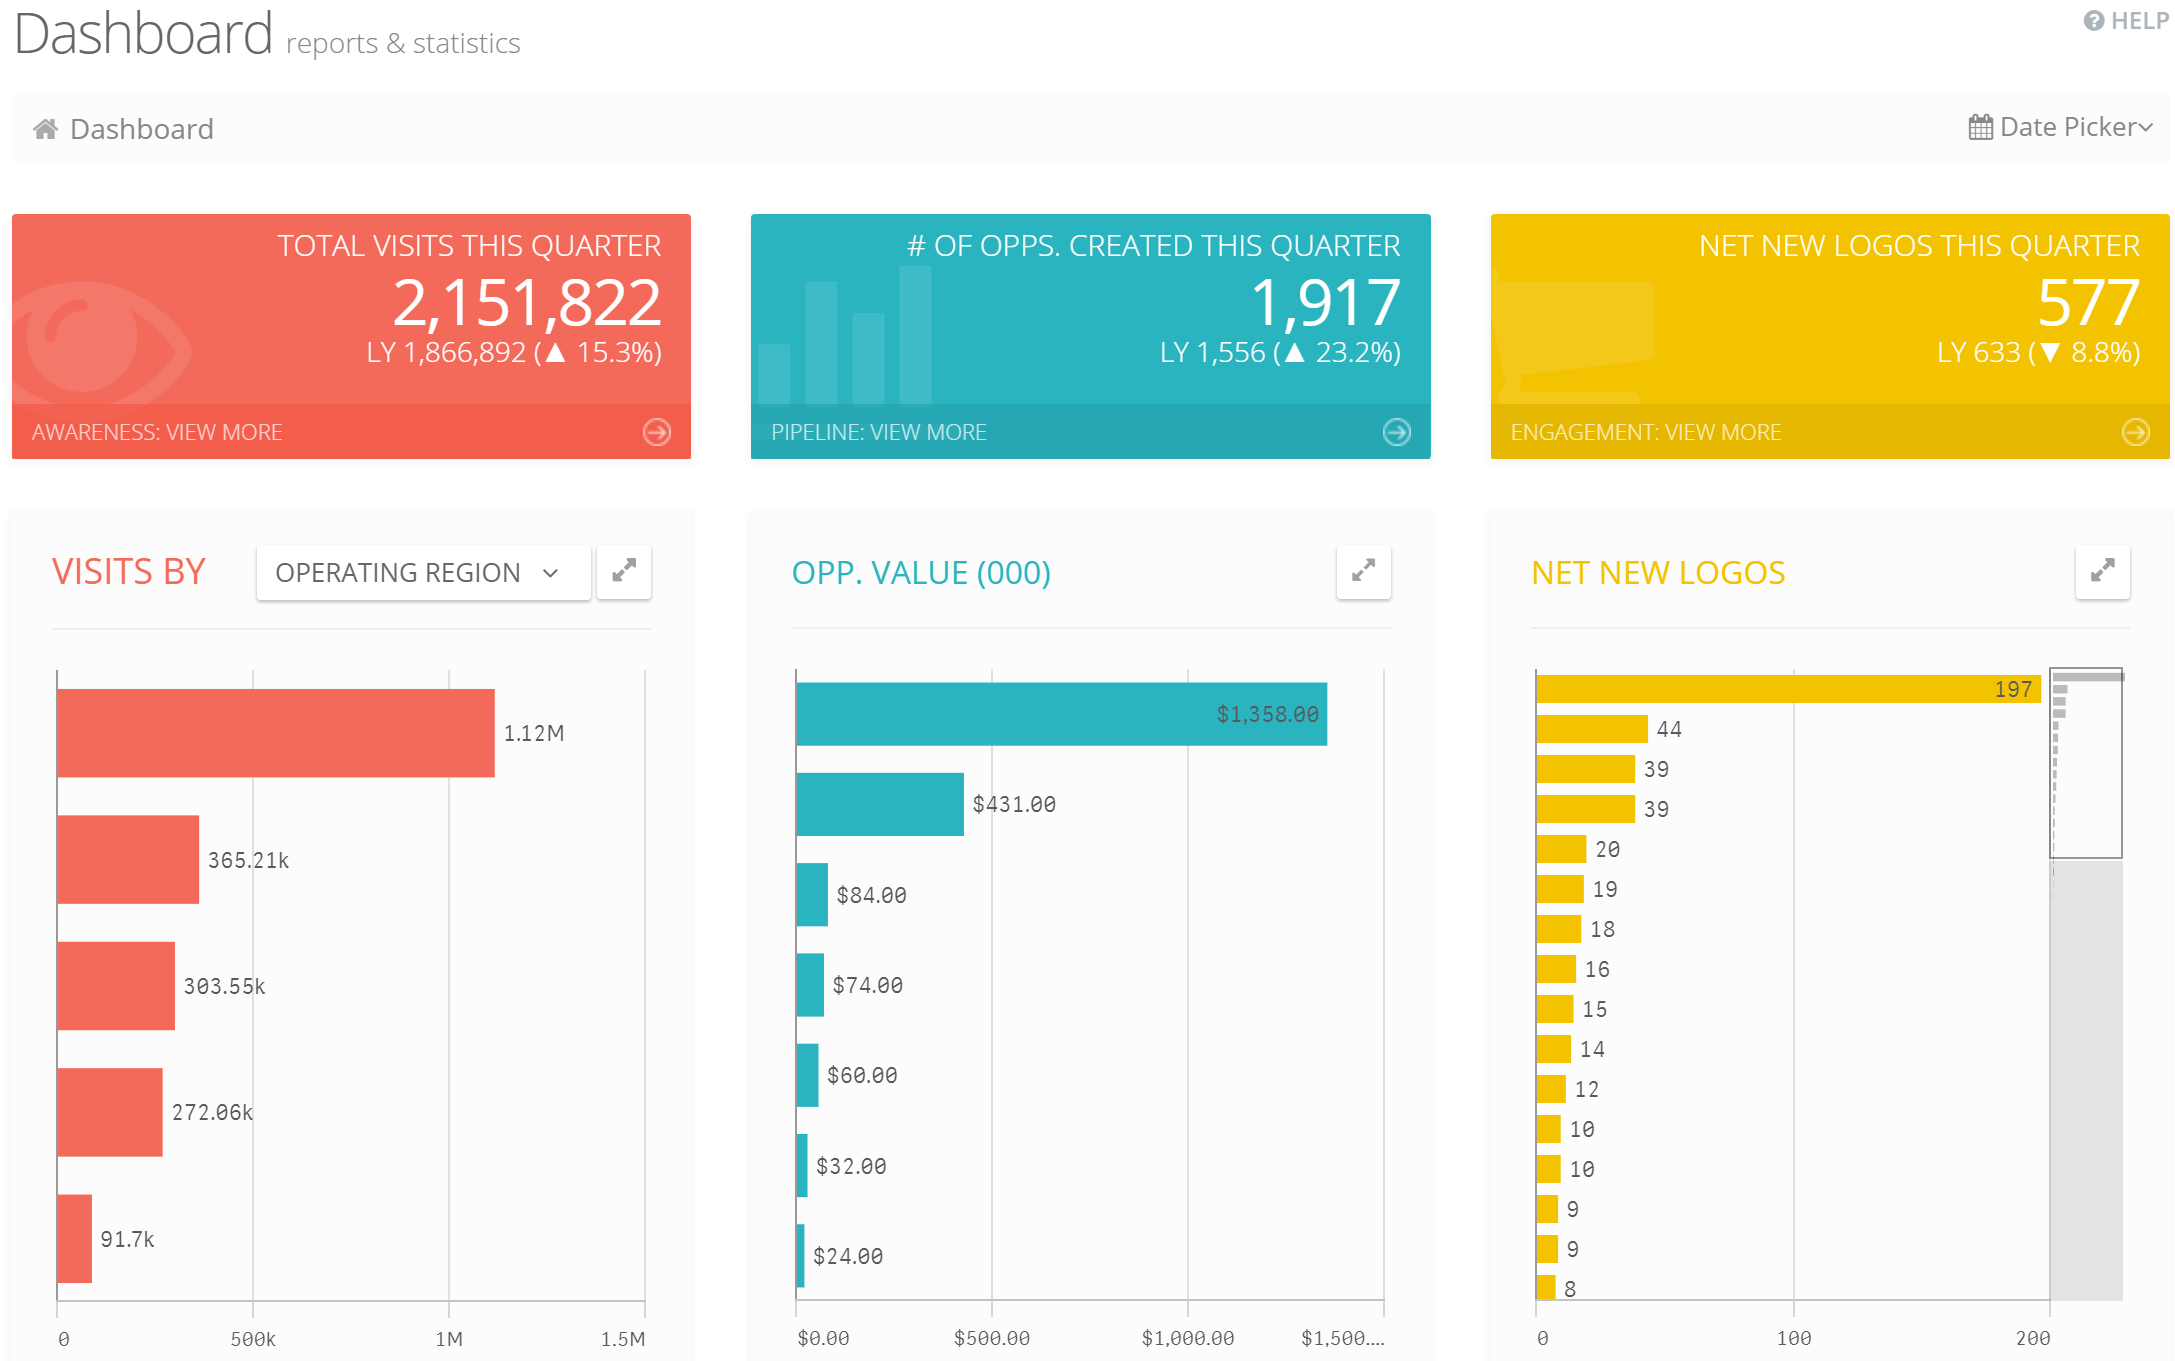 Dashboard reports & statistics
HELP
Dashboard
Date Picker
TOTAL VISITS THIS QUARTER
2,151,822
LY 1,866,892 (▲ 15.3%)
AWARENESS: VIEW MORE
# OF OPPS. CREATED THIS QUARTER
1,917
LY 1,556 (▲ 23.2%)
PIPELINE: VIEW MORE
NET NEW LOGOS THIS QUARTER
577
LY 633 (▼ 8.8%)
ENGAGEMENT: VIEW MORE
VISITS BY
OPERATING REGION
1.12M
365.21k
303.55k
272.06k
91.7k
0 500k 1M 1.5M
OPP. VALUE (000)
$1,358.00
$431.00
$84.00
$74.00
$60.00
$32.00
$24.00
$0.00 $500.00 $1,000.00 $1,500....
NET NEW LOGOS
197
44
39
39
20
19
18
16
15
14
12
10
10
9
9
8
0 100 200